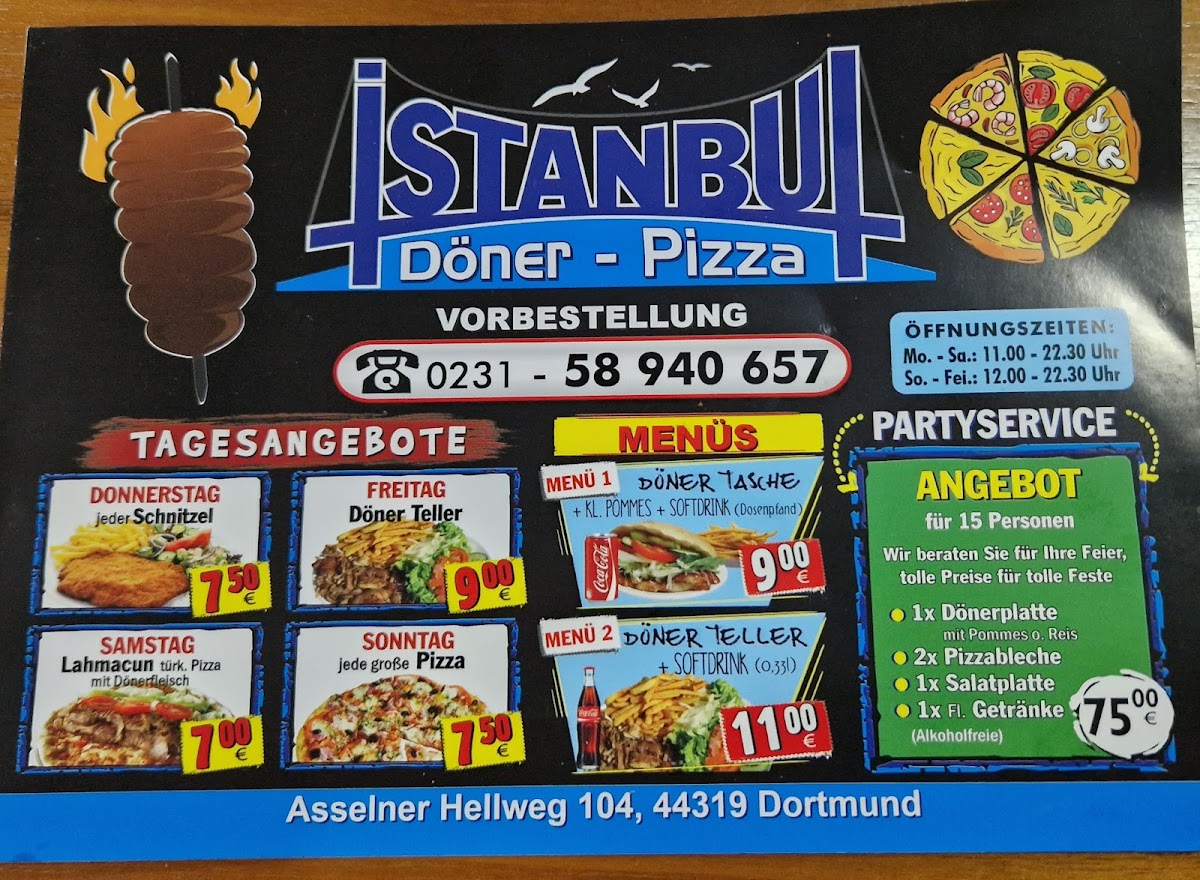 İSTANBUL
Döner - Pizza
VORBESTELLUNG
0231 - 58 940 657
ÖFFNUNGSZEITEN:
Mo. - Sa.: 11.00 - 22.30 Uhr
So. - Fei.: 12.00 - 22.30 Uhr
TAGESANGEBOTE
DONNERSTAG
jeder Schnitzel
7.50 €
FREITAG
Döner Teller
9.00 €
SAMSTAG
Lahmacun türk. Pizza
mit Dönerfleisch
7.00 €
SONNTAG
jede große Pizza
7.50 €
MENÜS
MENÜ 1
DÖNER TASCHE
+ KL. POMMES + SOFTDRINK (Dosenpfand)
Coca-Cola
9.00 €
MENÜ 2
DÖNER TELLER
+ SOFTDRINK (0,33l)
Coca-Cola
11.00 €
PARTYSERVICE
ANGEBOT
für 15 Personen
Wir beraten Sie für Ihre Feier,
tolle Preise für tolle Feste
1x Dönerplatte
mit Pommes o. Reis
2x Pizzableche
1x Salatplatte
1x Fl. Getränke
(Alkoholfreie)
75.00 €
Asselner Hellweg 104, 44319 Dortmund